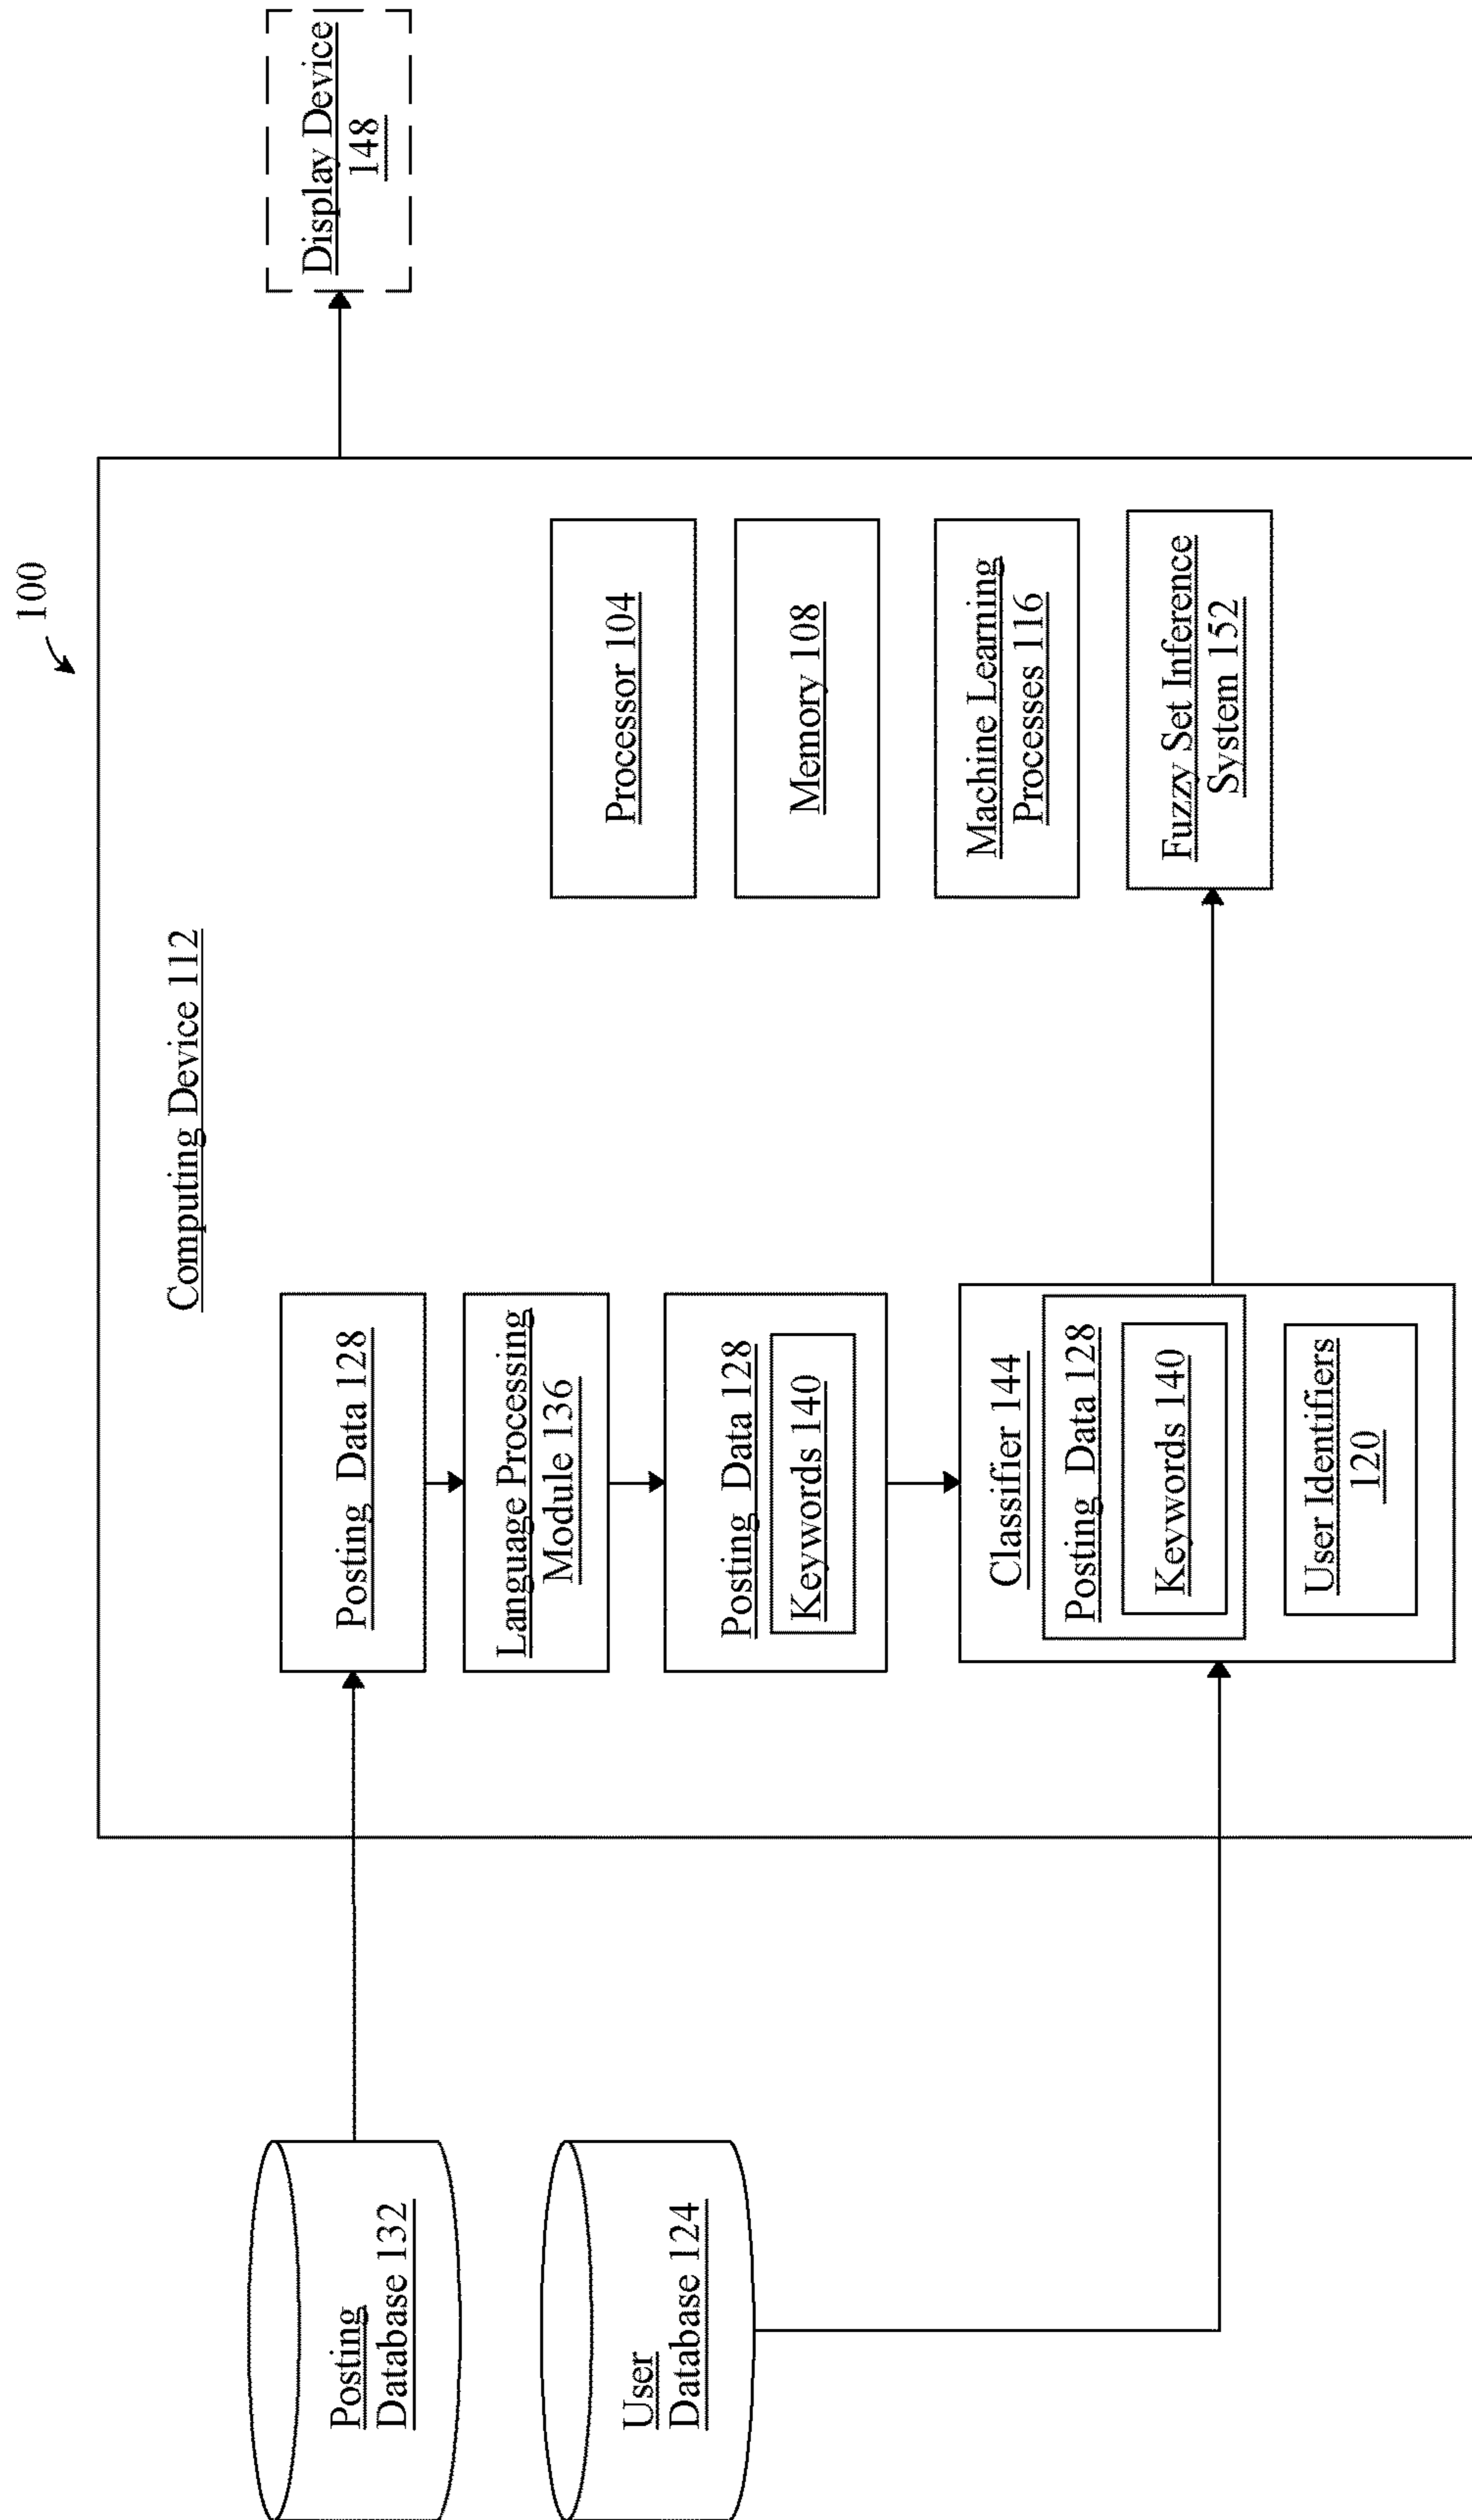 100
Computing Device 112
Posting
Database 132
User
Database 124
Posting Data 128
Language Processing
Module 136
Posting Data 128
Keywords 140
Classifier 144
Posting Data 128
Keywords 140
User Identifiers
120
Processor 104
Memory 108
Machine Learning
Processes 116
Fuzzy Set Inference
System 152
Display Device
148